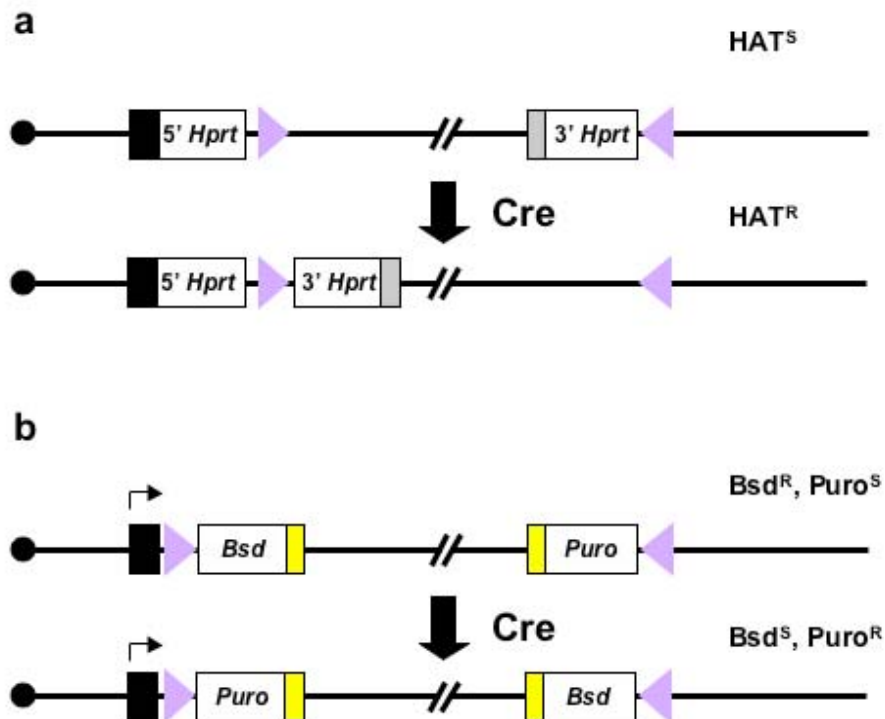 a
HATˢ
5' Hprt
3' Hprt
Cre
HATᴿ
5' Hprt
3' Hprt
b
Bsdᴿ, Puroˢ
Bsd
Puro
Cre
Bsdˢ, Puroᴿ
Puro
Bsd